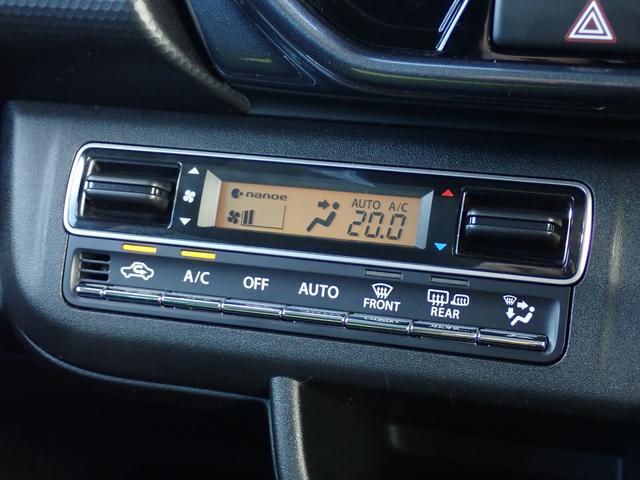 nanoe
AUTO A/C
20.0
A/C
OFF
AUTO
FRONT
REAR